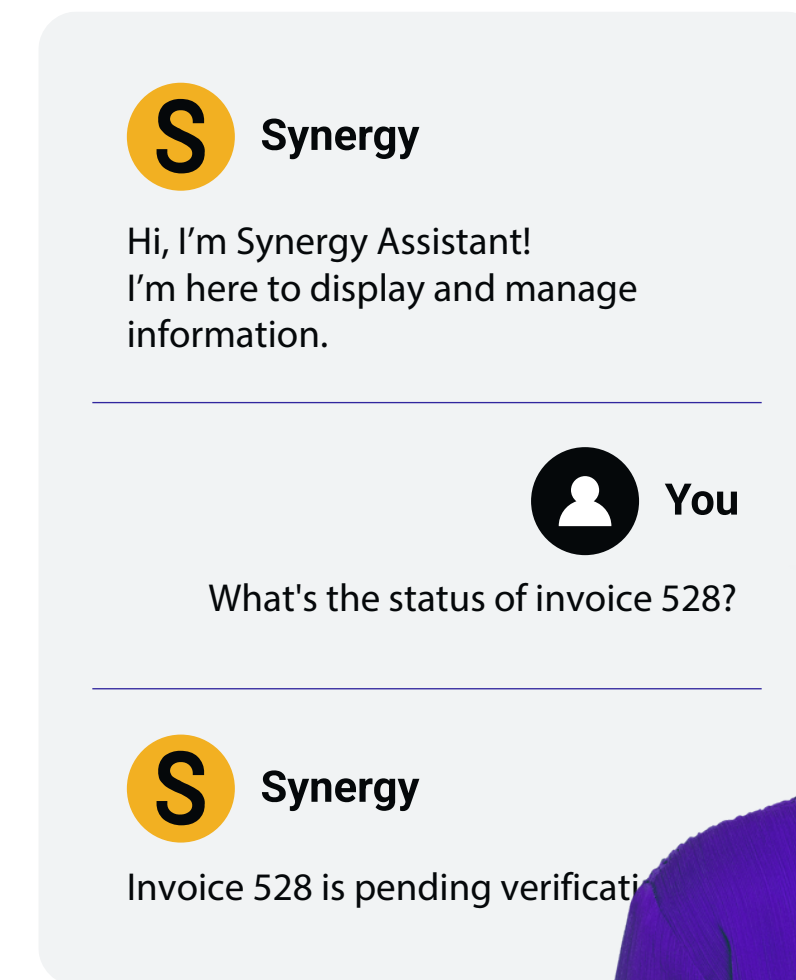 S Synergy
Hi, I’m Synergy Assistant!
I’m here to display and manage
information.
You
What's the status of invoice 528?
S Synergy
Invoice 528 is pending